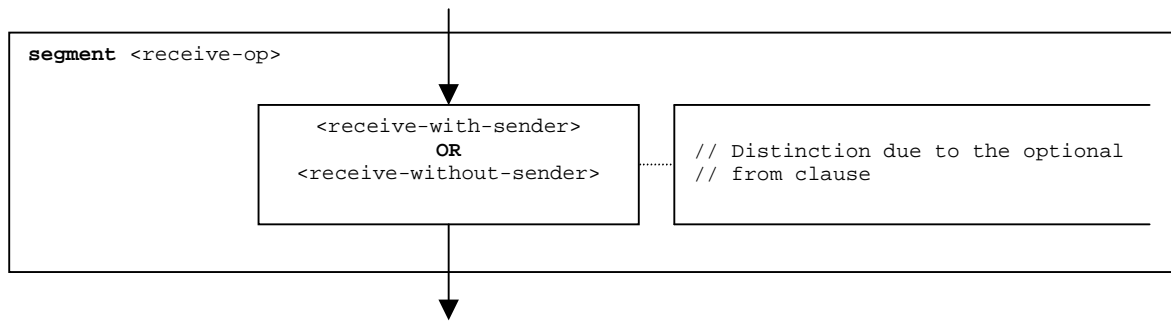 segment <receive-op>
<receive-with-sender>
OR
<receive-without-sender>
// Distinction due to the optional
// from clause